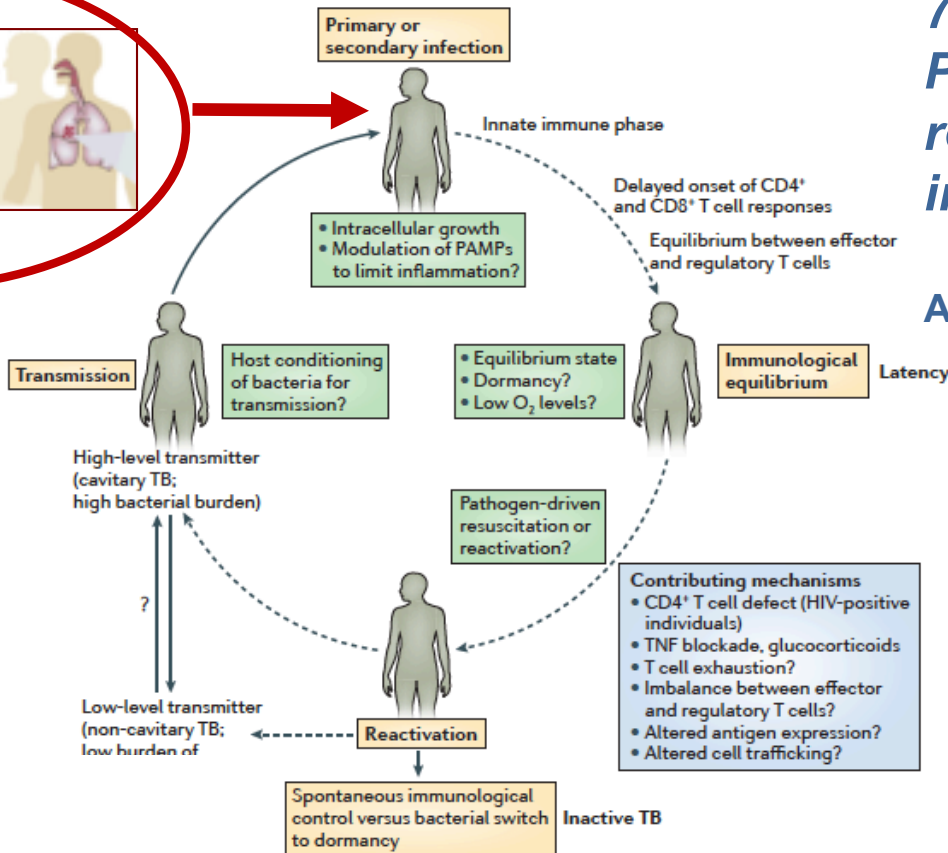 Primary or
secondary infection
Innate immune phase
Delayed onset of CD4⁺
and CD8⁺ T cell responses
Equilibrium between effector
and regulatory T cells
• Intracellular growth
• Modulation of PAMPs
to limit inflammation?
Transmission
Host conditioning
of bacteria for
transmission?
• Equilibrium state
• Dormancy?
• Low O₂ levels?
Immunological
equilibrium
Latency
High-level transmitter
(cavitary TB;
high bacterial burden)
Pathogen-driven
resuscitation or
reactivation?
?
Contributing mechanisms
• CD4⁺ T cell defect (HIV-positive
individuals)
• TNF blockade, glucocorticoids
• T cell exhaustion?
• Imbalance between effector
and regulatory T cells?
• Altered antigen expression?
• Altered cell trafficking?
Low-level transmitter
(non-cavitary TB;
low burden of
Reactivation
Spontaneous immunological
control versus bacterial switch
to dormancy
Inactive TB